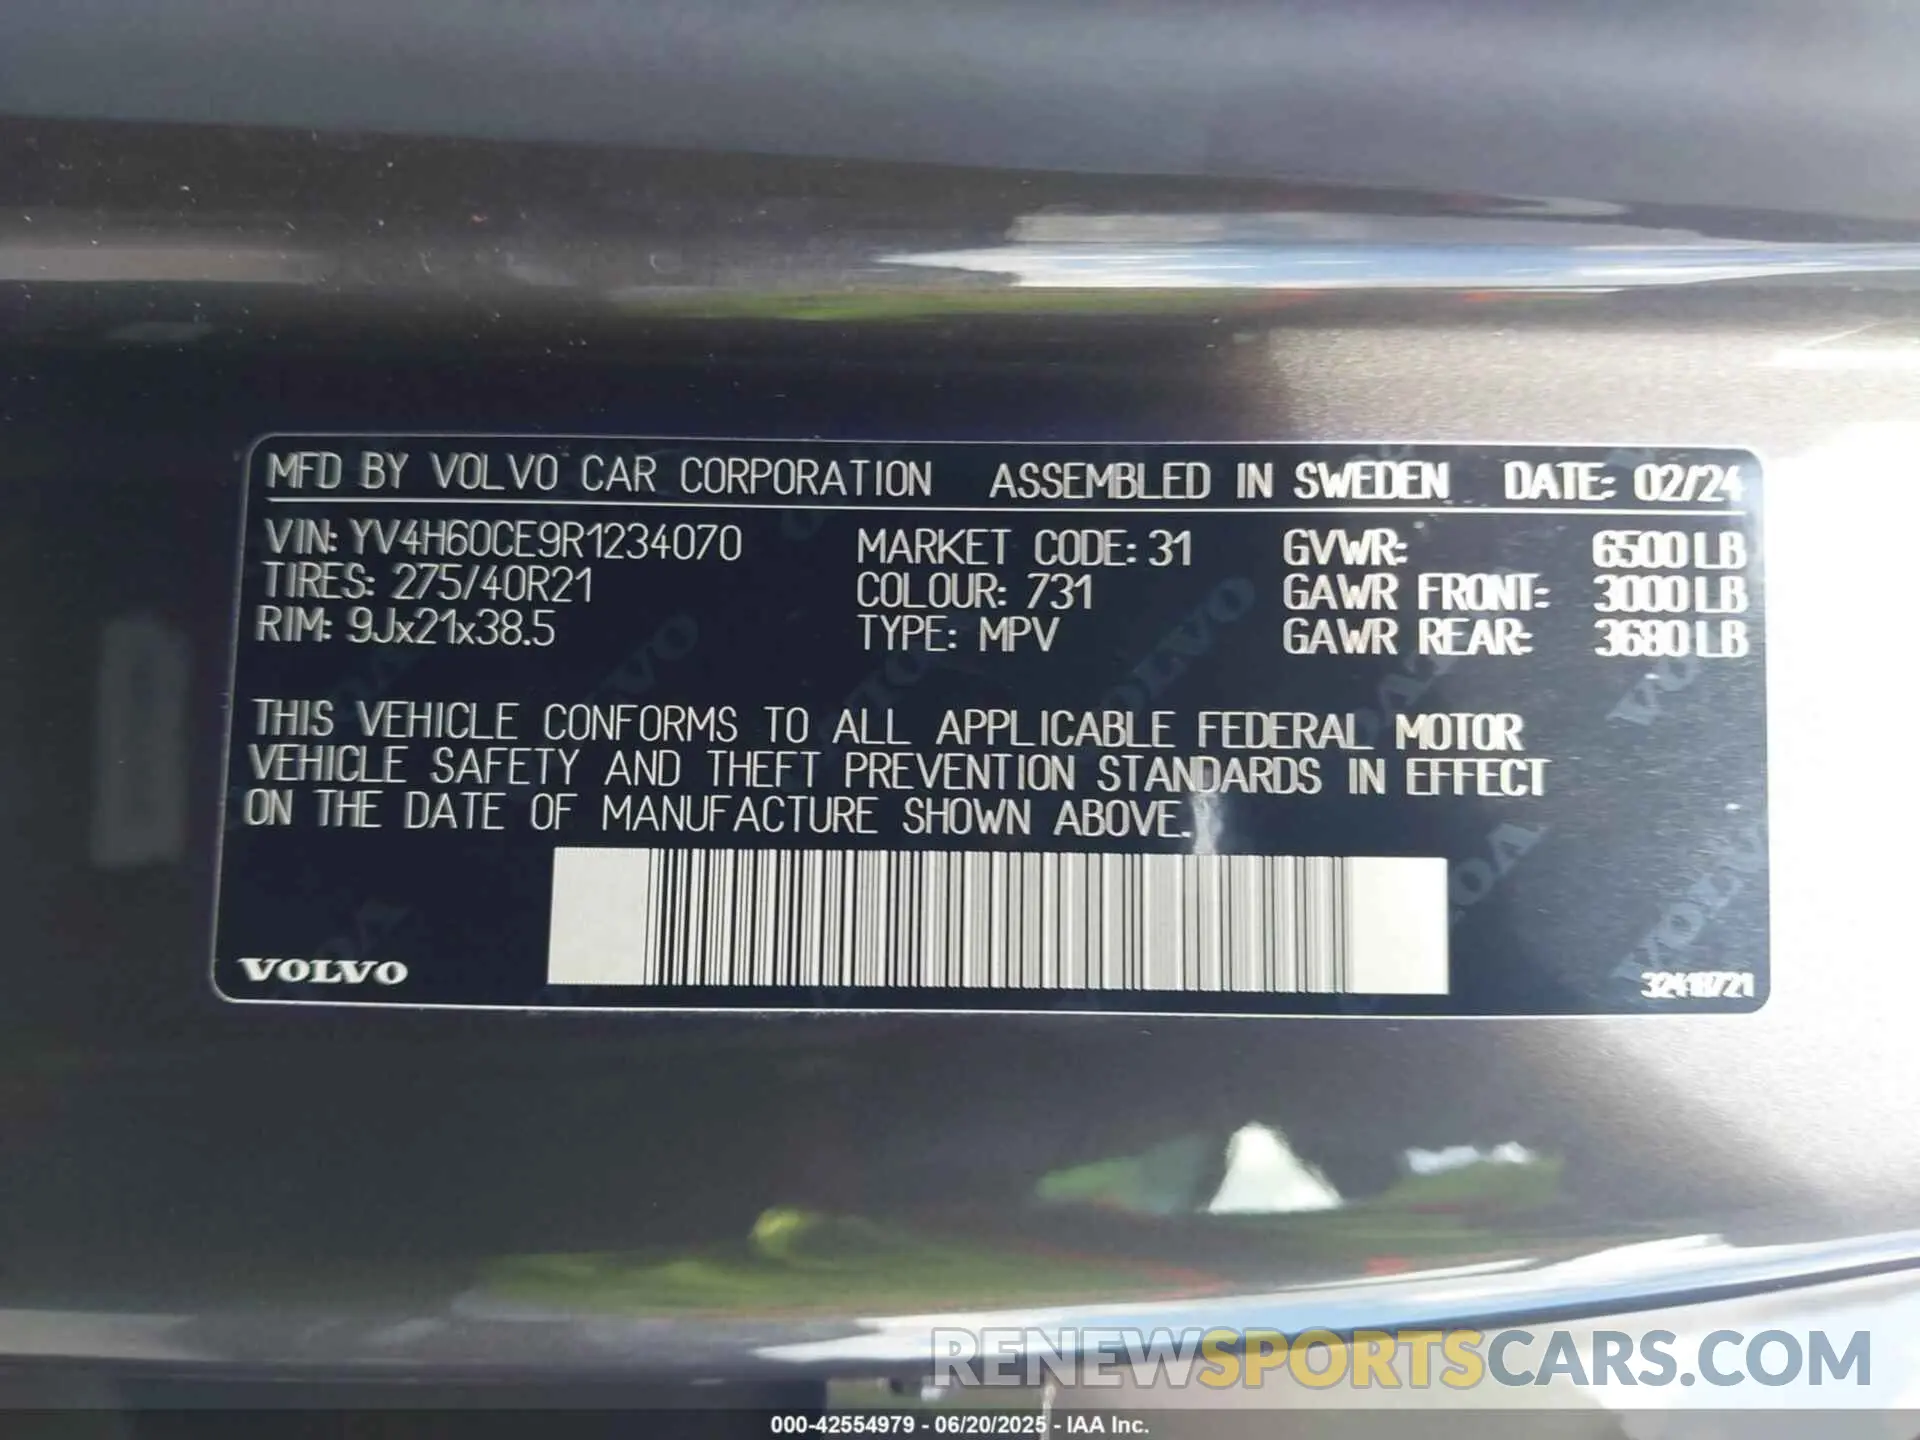 MFD BY VOLVO CAR CORPORATION ASSEMBLED IN SWEDEN DATE: 02/24
VIN: YV4H60CE9R1234070 MARKET CODE: 31 GVWR: 6500 LB
TIRES: 275/40R21 COLOUR: 731 GAWR FRONT: 3000 LB
RIM: 9Jx21x38.5 TYPE: MPV GAWR REAR: 3680 LB
THIS VEHICLE CONFORMS TO ALL APPLICABLE FEDERAL MOTOR
VEHICLE SAFETY AND THEFT PREVENTION STANDARDS IN EFFECT
ON THE DATE OF MANUFACTURE SHOWN ABOVE.
VOLVO
32418721
RENEWSPORTSCARS.COM
000-42554979 - 06/20/2025 - IAA Inc.